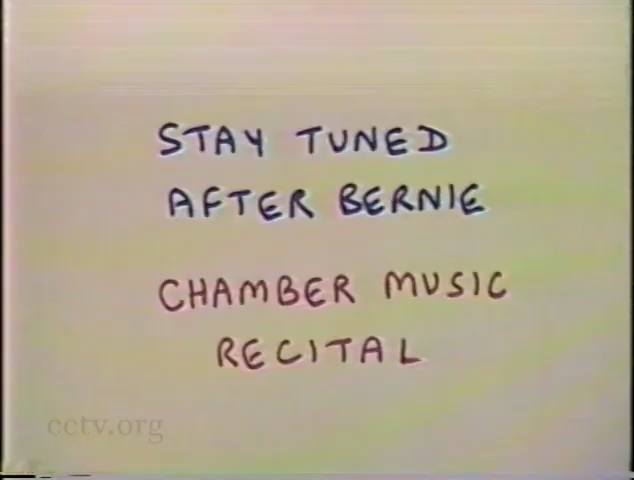 STAY TUNED
AFTER BERNIE
CHAMBER MUSIC
RECITAL
cctv.org